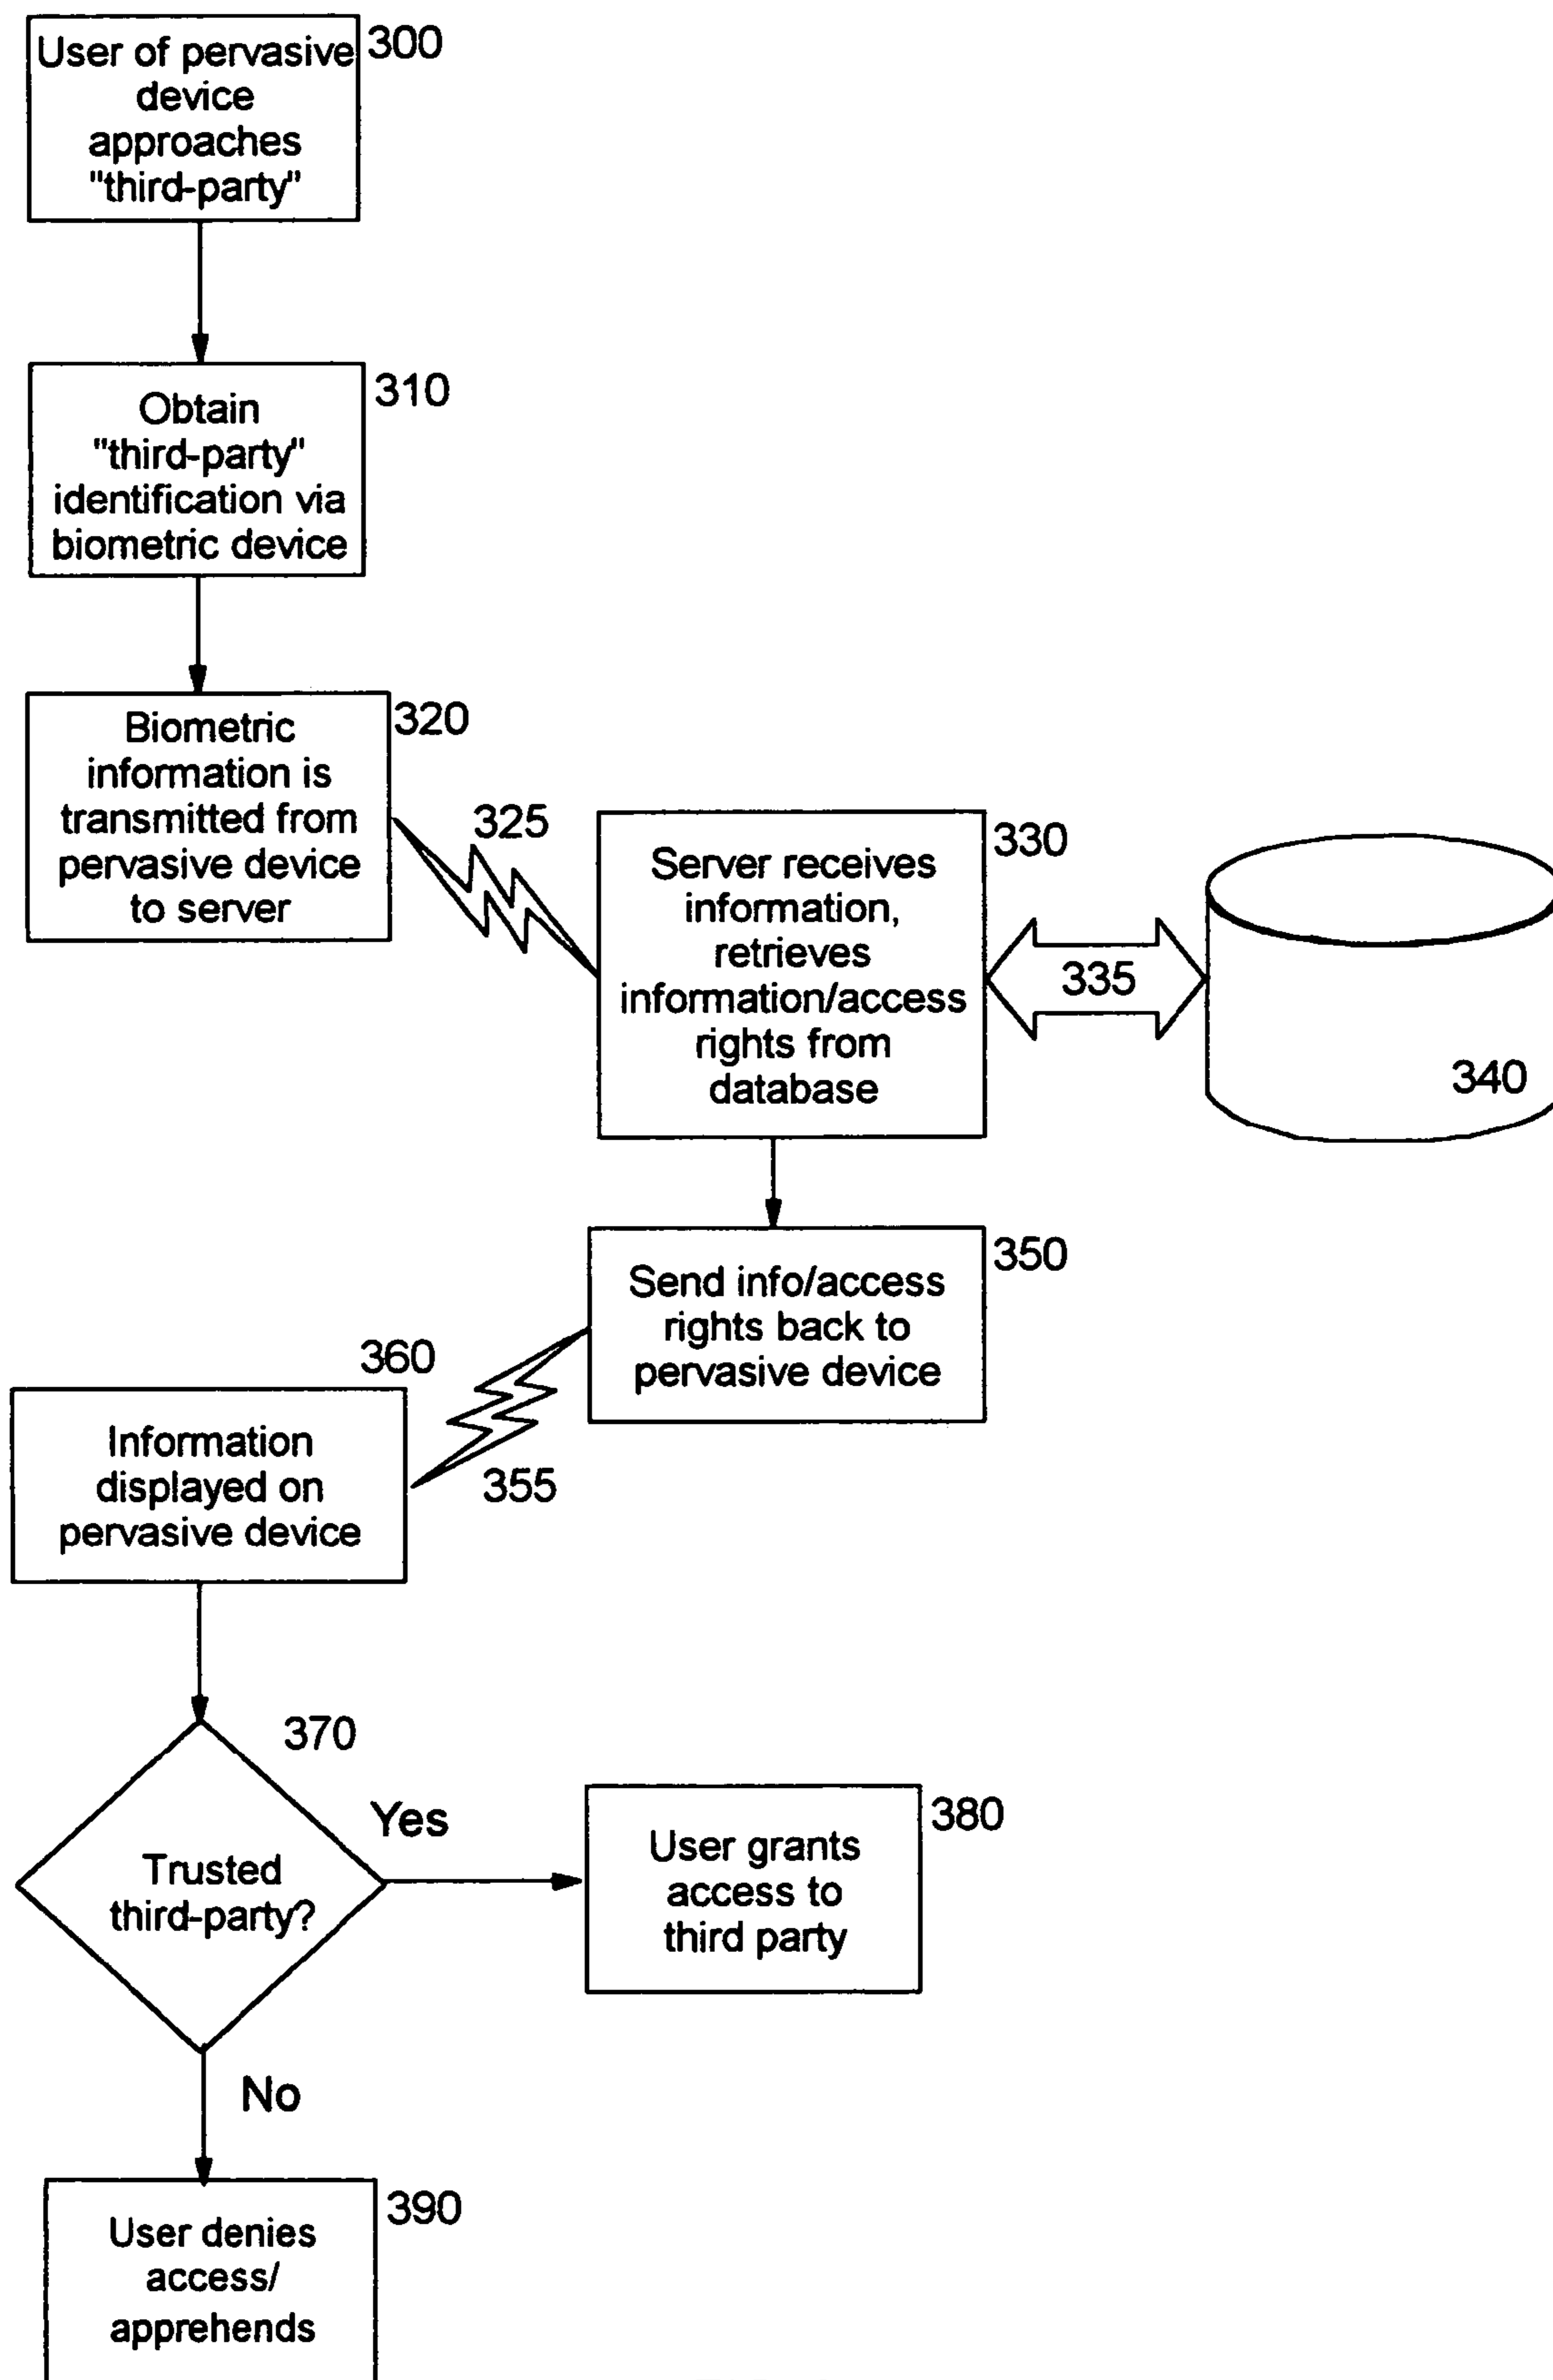 300
User of pervasive
device
approaches
"third-party"
310
Obtain
"third-party"
identification via
biometric device
320
Biometric
information is
transmitted from
pervasive device
to server
325
330
Server receives
information,
retrieves
information/access
rights from
database
335
340
350
Send info/access
rights back to
pervasive device
355
360
Information
displayed on
pervasive device
370
Trusted
third-party?
Yes
380
User grants
access to
third party
No
390
User denies
access/
apprehends